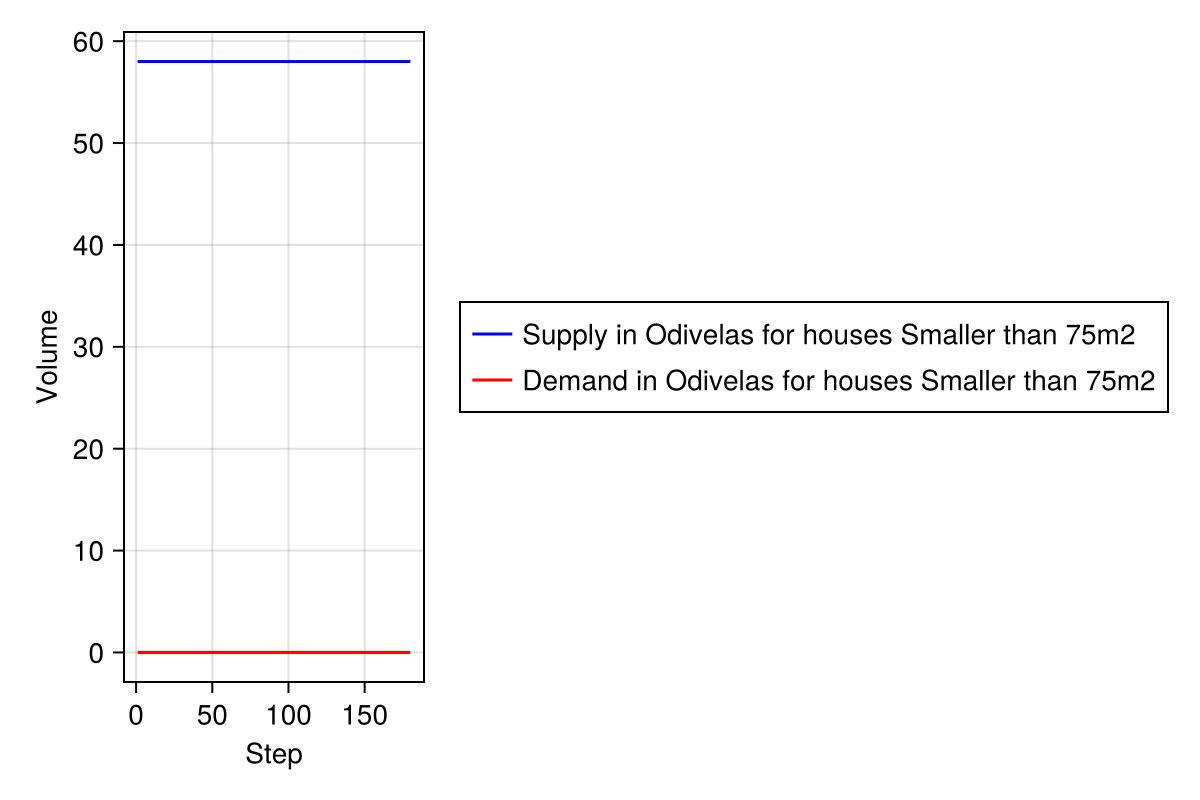 60
50
40
30
20
10
0
Volume
0 50 100 150
Step
Supply in Odivelas for houses Smaller than 75m2
Demand in Odivelas for houses Smaller than 75m2